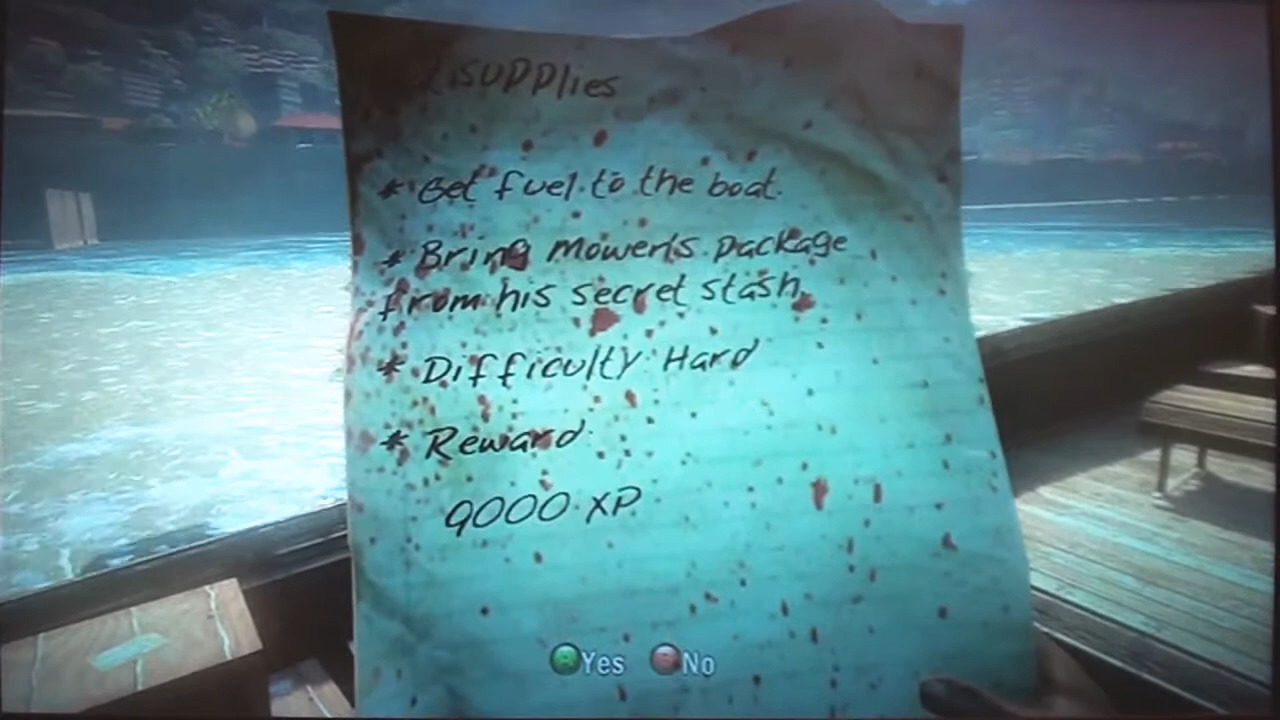 supplies
* Get fuel to the boat.
* Bring Mowen's package
from his secret stash.
* Difficulty Hard
* Reward:
9000 XP
Yes No